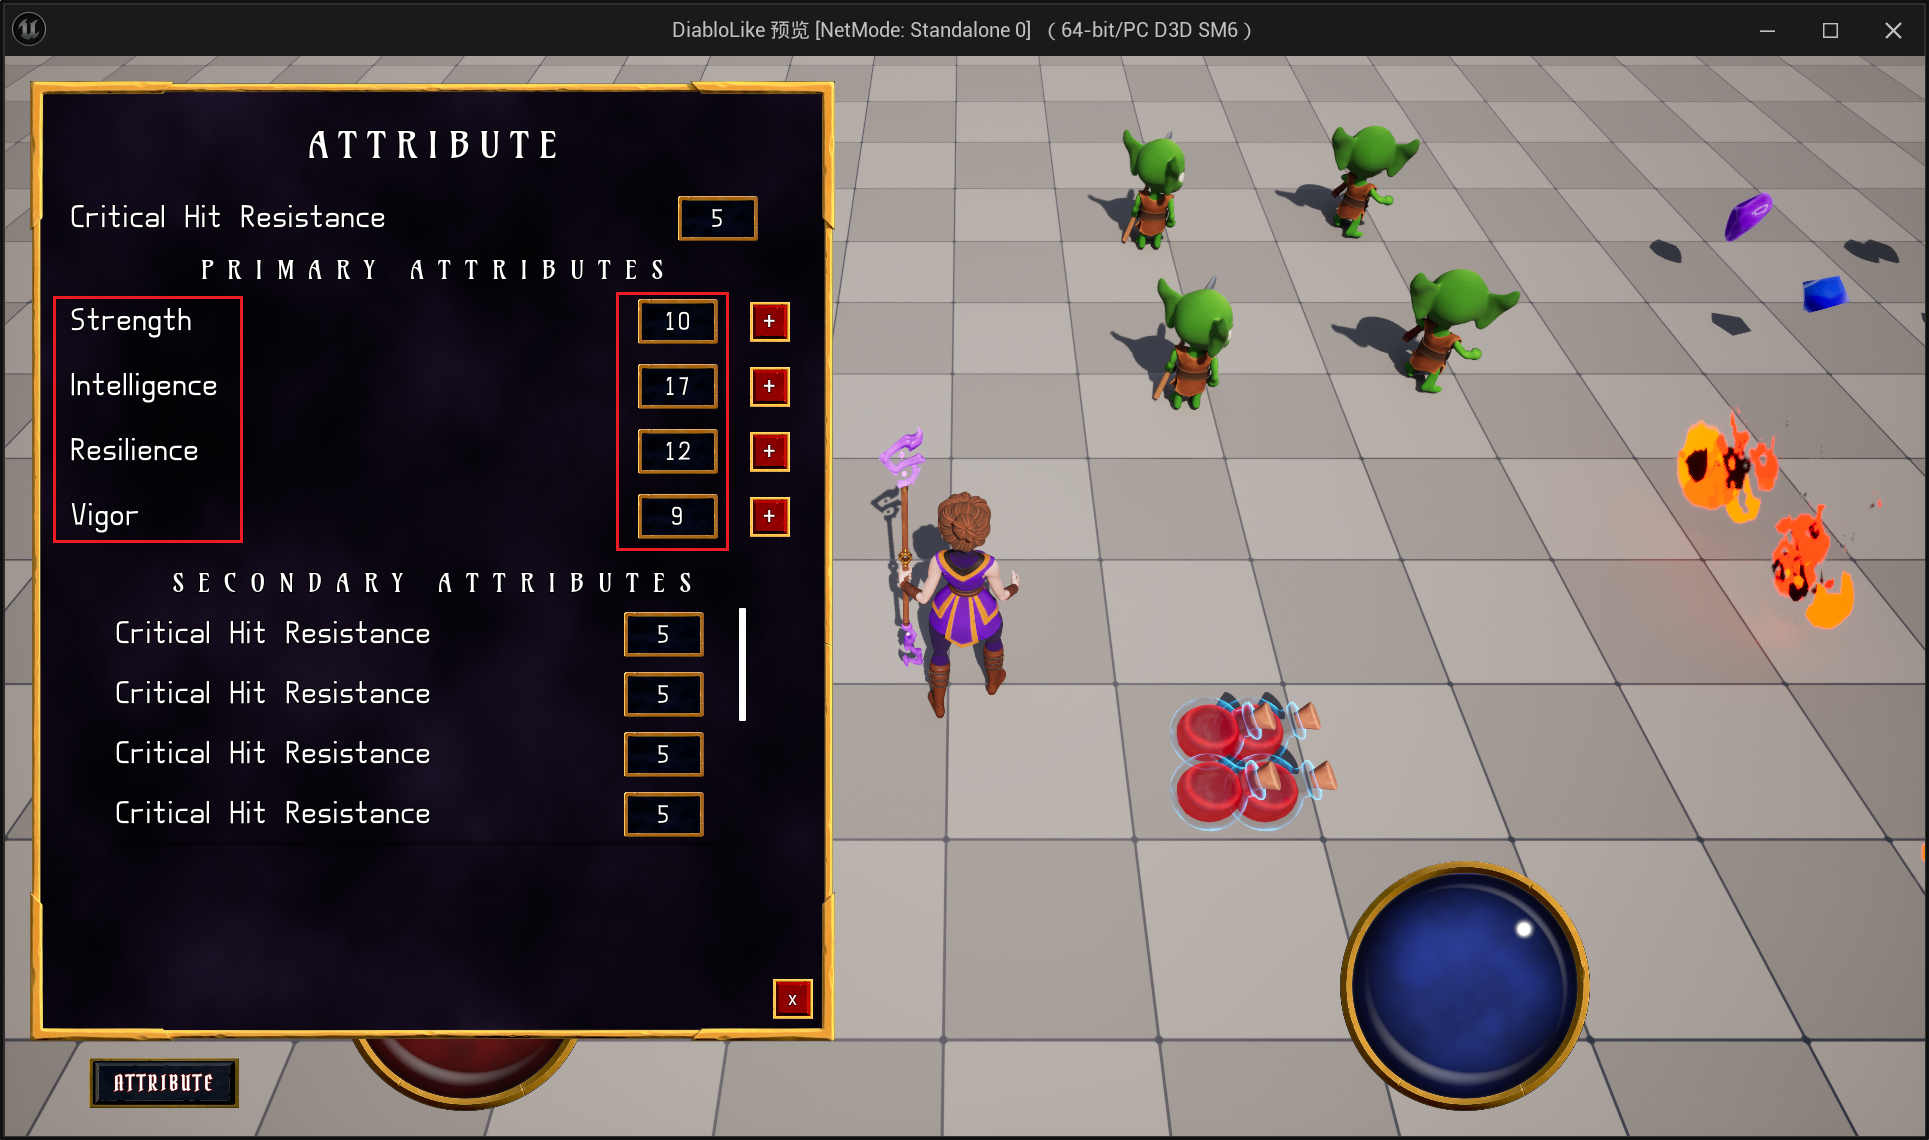 DiabloLike 预览 [NetMode: Standalone 0] ( 64-bit/PC D3D SM6 )
ATTRIBUTE
Critical Hit Resistance 5
PRIMARY ATTRIBUTES
Strength 10 +
Intelligence 17 +
Resilience 12 +
Vigor 9 +
SECONDARY ATTRIBUTES
Critical Hit Resistance 5
Critical Hit Resistance 5
Critical Hit Resistance 5
Critical Hit Resistance 5
x
ATTRIBUTE